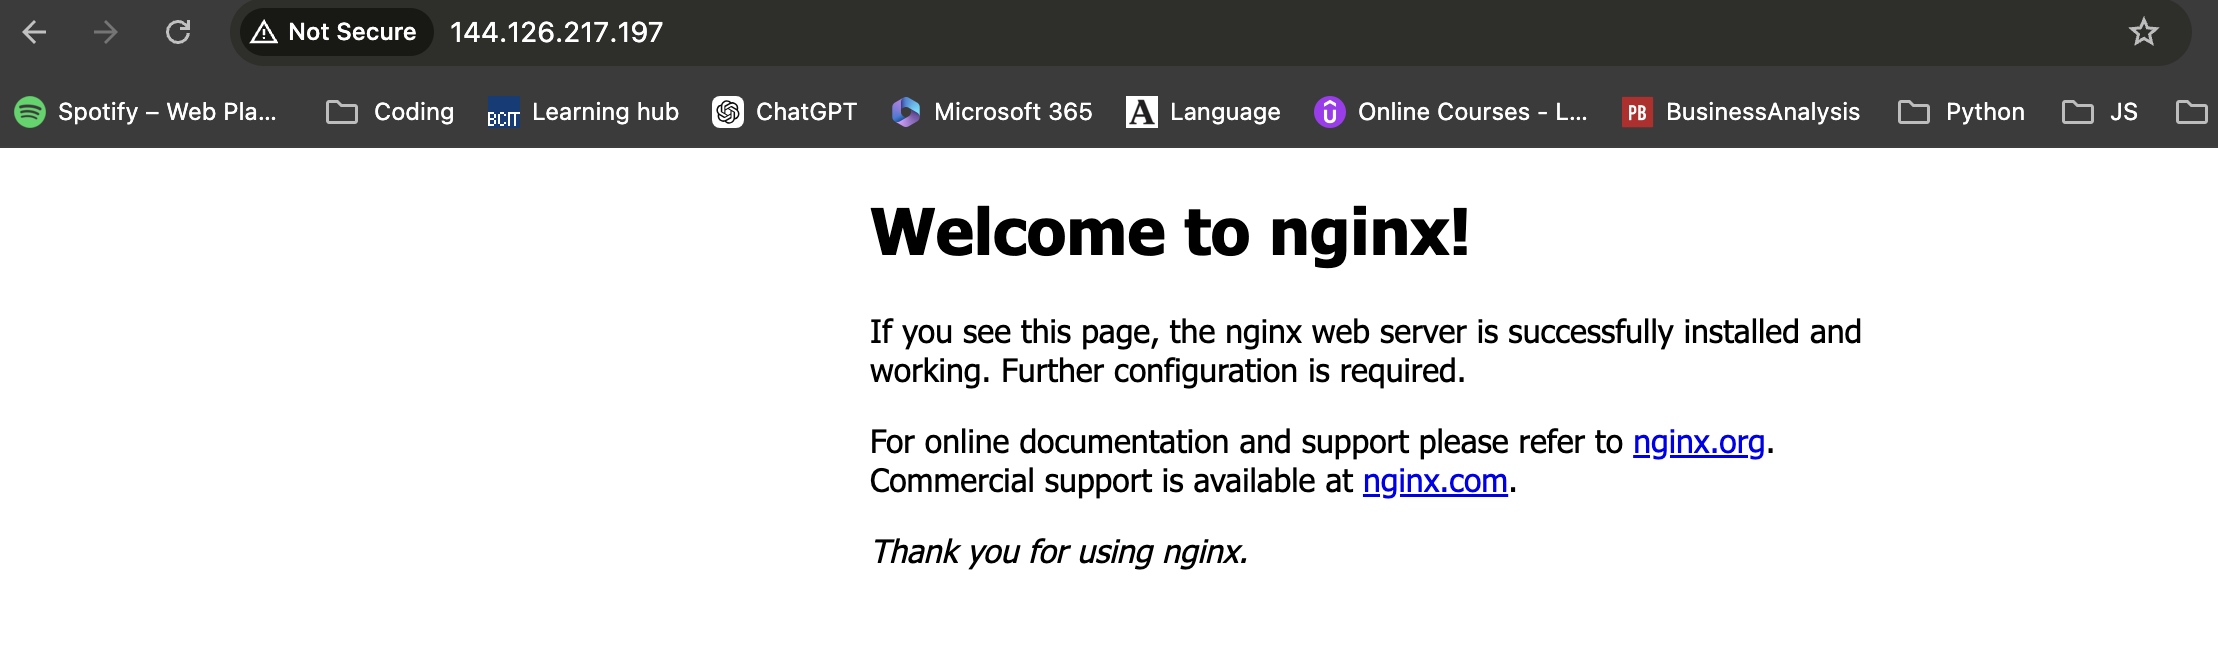 Not Secure 144.126.217.197
Spotify – Web Pla... Coding BCIT Learning hub ChatGPT Microsoft 365 A Language Online Courses - L... PB BusinessAnalysis Python JS
Welcome to nginx!
If you see this page, the nginx web server is successfully installed and
working. Further configuration is required.
For online documentation and support please refer to nginx.org.
Commercial support is available at nginx.com.
Thank you for using nginx.